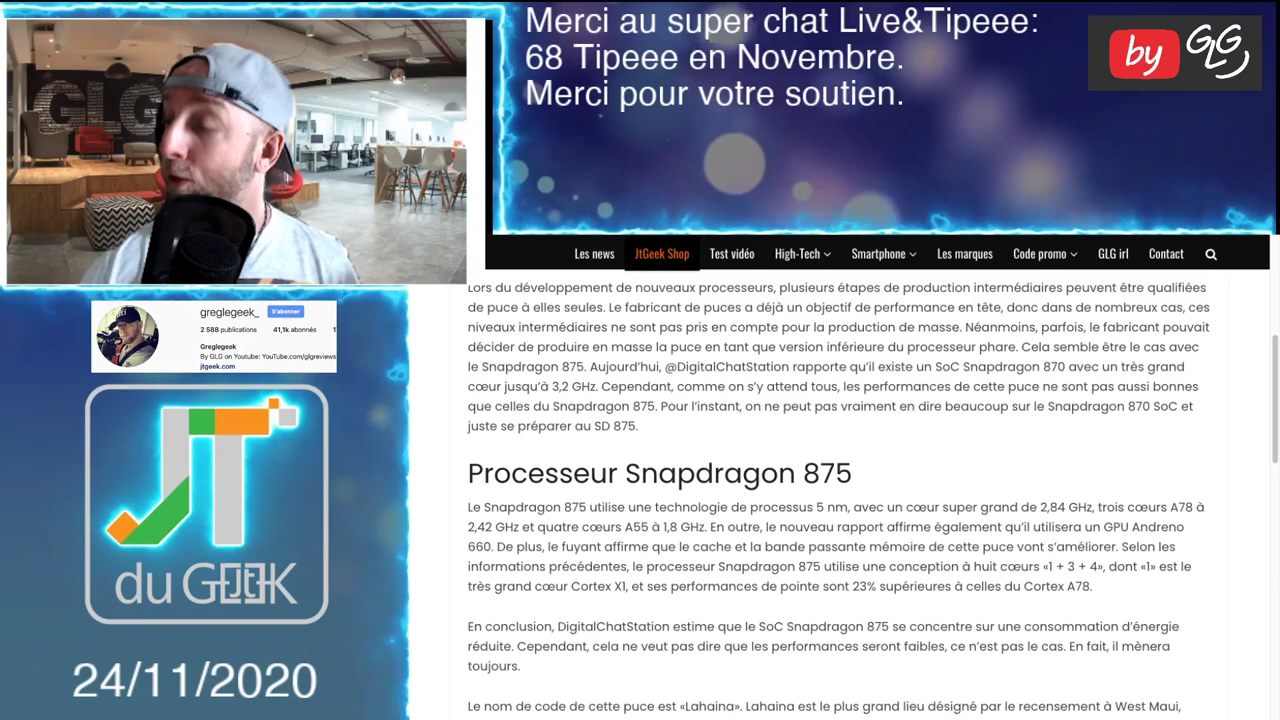 Merci au super chat Live&Tipeee:
68 Tipeee en Novembre.
Merci pour votre soutien.
by GLG
GLG
Les news JtGeek Shop Test vidéo High-Tech Smartphone Les marques Code promo GLG irl Contact
greglegeek_ S'abonner
2 588 publications 41,1k abonnés 1
Greglegeek
By GLG on Youtube: YouTube.com/glgreviews
jtgeek.com
JT
du GEEK
24/11/2020
Lors du développement de nouveaux processeurs, plusieurs étapes de production intermédiaires peuvent être qualifiées
de puce à elles seules. Le fabricant de puces a déjà un objectif de performance en tête, donc dans de nombreux cas, ces
niveaux intermédiaires ne sont pas pris en compte pour la production de masse. Néanmoins, parfois, le fabricant pouvait
décider de produire en masse la puce en tant que version inférieure du processeur phare. Cela semble être le cas avec
le Snapdragon 875. Aujourd'hui, @DigitalChatStation rapporte qu'il existe un SoC Snapdragon 870 avec un très grand
cœur jusqu'à 3,2 GHz. Cependant, comme on s'y attend tous, les performances de cette puce ne sont pas aussi bonnes
que celles du Snapdragon 875. Pour l'instant, on ne peut pas vraiment en dire beaucoup sur le Snapdragon 870 SoC et
juste se préparer au SD 875.
Processeur Snapdragon 875
Le Snapdragon 875 utilise une technologie de processus 5 nm, avec un cœur super grand de 2,84 GHz, trois cœurs A78 à
2,42 GHz et quatre cœurs A55 à 1,8 GHz. En outre, le nouveau rapport affirme également qu'il utilisera un GPU Andreno
660. De plus, le fuyant affirme que le cache et la bande passante mémoire de cette puce vont s'améliorer. Selon les
informations précédentes, le processeur Snapdragon 875 utilise une conception à huit cœurs «1 + 3 + 4», dont «1» est le
très grand cœur Cortex X1, et ses performances de pointe sont 23% supérieures à celles du Cortex A78.
En conclusion, DigitalChatStation estime que le SoC Snapdragon 875 se concentre sur une consommation d'énergie
réduite. Cependant, cela ne veut pas dire que les performances seront faibles, ce n'est pas le cas. En fait, il mènera
toujours.
Le nom de code de cette puce est «Lahaina». Lahaina est le plus grand lieu désigné par le recensement à West Maui,